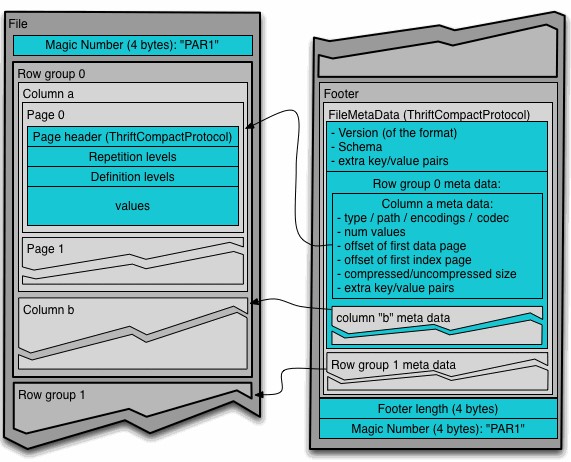 File
Magic Number (4 bytes): "PAR1"
Row group 0
Column a
Page 0
Page header (ThriftCompactProtocol)
Repetition levels
Definition levels
values
Page 1
Column b
Row group 1
Footer
FileMetaData (ThriftCompactProtocol)
- Version (of the format)
- Schema
- extra key/value pairs
Row group 0 meta data:
Column a meta data:
- type / path / encodings / codec
- num values
- offset of first data page
- offset of first index page
- compressed/uncompressed size
- extra key/value pairs
column "b" meta data
Row group 1 meta data
Footer length (4 bytes)
Magic Number (4 bytes): "PAR1"